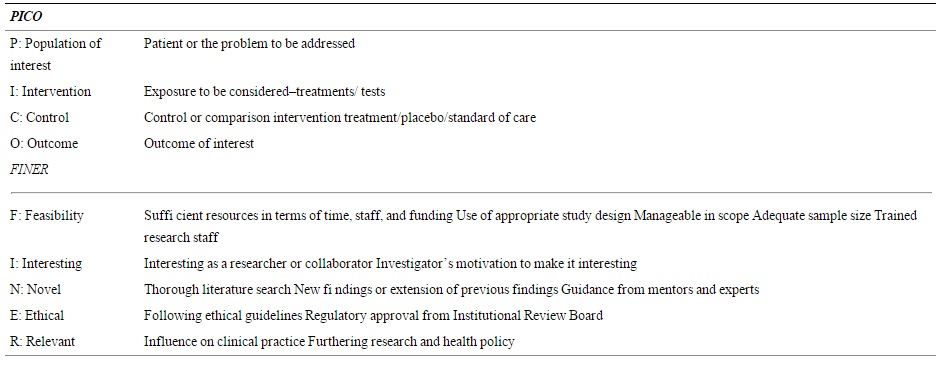 PICO
P: Population of interest Patient or the problem to be addressed
I: Intervention Exposure to be considered–treatments/ tests
C: Control Control or comparison intervention treatment/placebo/standard of care
O: Outcome Outcome of interest
FINER
F: Feasibility Suffi cient resources in terms of time, staff, and funding Use of appropriate study design Manageable in scope Adequate sample size Trained
research staff
I: Interesting Interesting as a researcher or collaborator Investigator’s motivation to make it interesting
N: Novel Thorough literature search New fi ndings or extension of previous findings Guidance from mentors and experts
E: Ethical Following ethical guidelines Regulatory approval from Institutional Review Board
R: Relevant Influence on clinical practice Furthering research and health policy